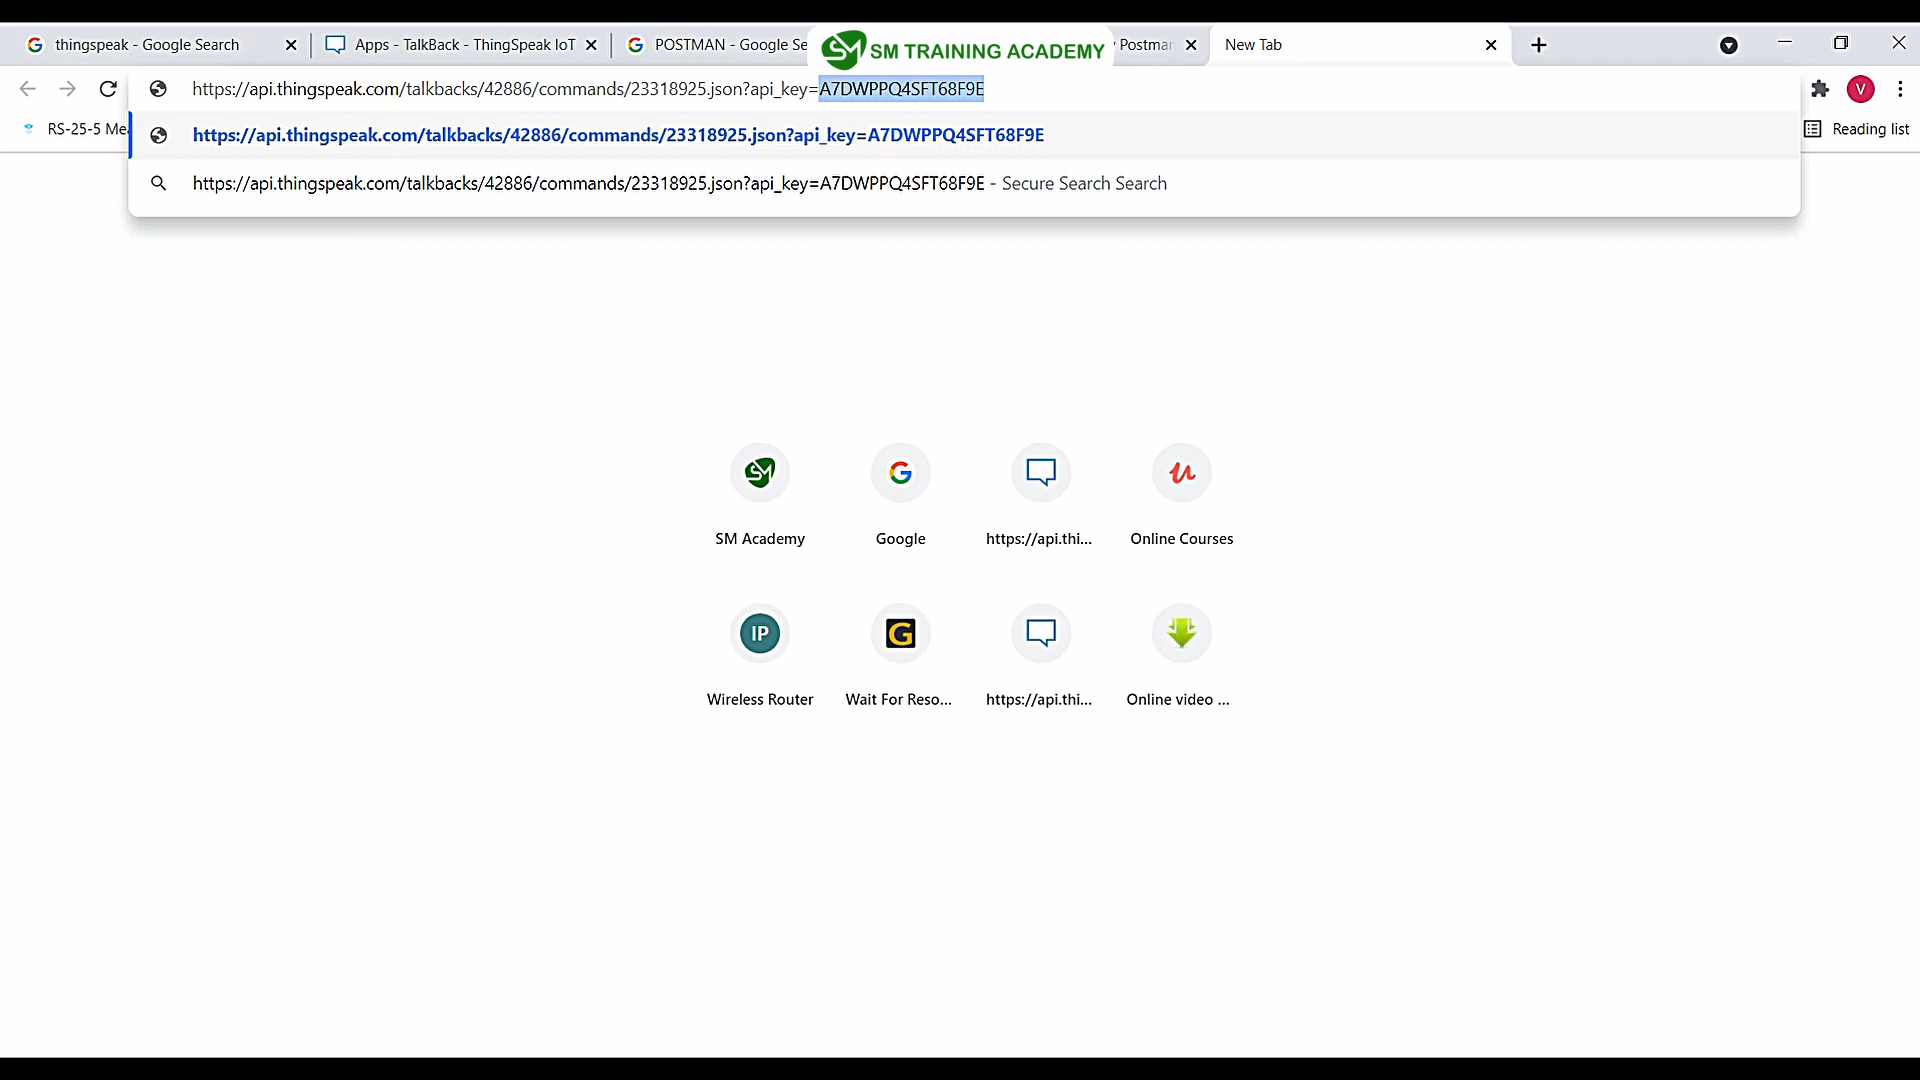 thingspeak - Google Search
Apps - TalkBack - ThingSpeak IoT
POSTMAN - Google Se
SM TRAINING ACADEMY
Postman
New Tab
https://api.thingspeak.com/talkbacks/42886/commands/23318925.json?api_key=A7DWPPQ4SFT68F9E
V
RS-25-5 Mea
https://api.thingspeak.com/talkbacks/42886/commands/23318925.json?api_key=A7DWPPQ4SFT68F9E
Reading list
https://api.thingspeak.com/talkbacks/42886/commands/23318925.json?api_key=A7DWPPQ4SFT68F9E - Secure Search Search
SM Academy
Google
https://api.thi...
Online Courses
IP
Wireless Router
Wait For Reso...
https://api.thi...
Online video ...